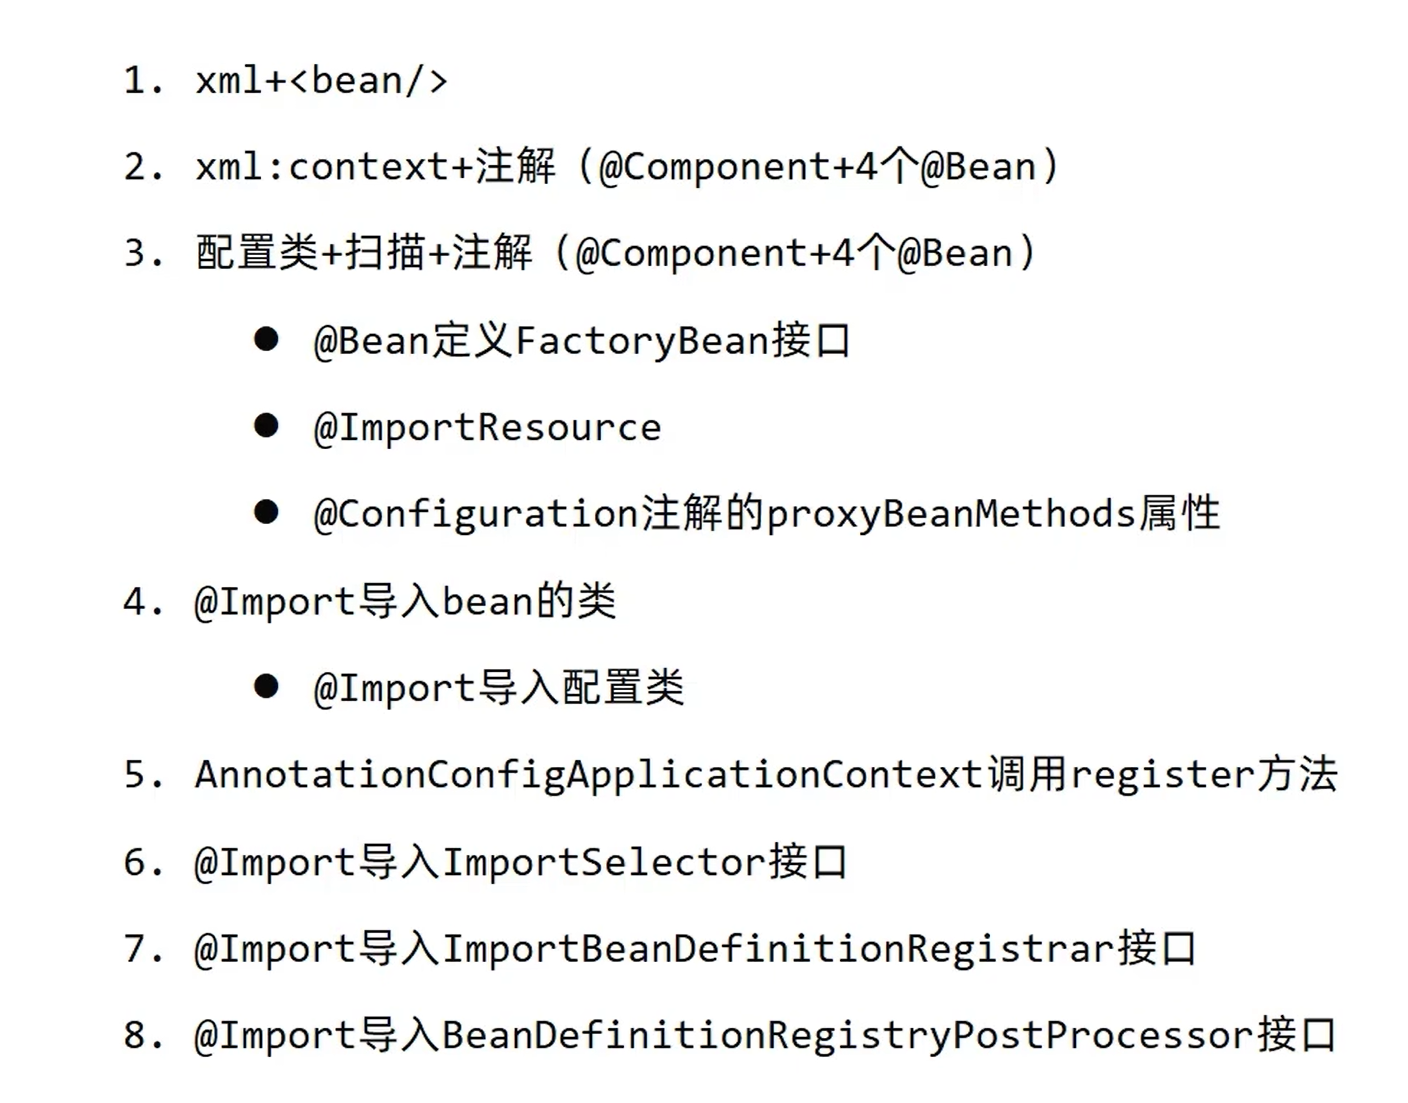 1. xml+<bean/>
2. xml:context+注解（@Component+4个@Bean）
3. 配置类+扫描+注解（@Component+4个@Bean）
● @Bean定义FactoryBean接口
● @ImportResource
● @Configuration注解的proxyBeanMethods属性
4. @Import导入bean的类
● @Import导入配置类
5. AnnotationConfigApplicationContext调用register方法
6. @Import导入ImportSelector接口
7. @Import导入ImportBeanDefinitionRegistrar接口
8. @Import导入BeanDefinitionRegistryPostProcessor接口